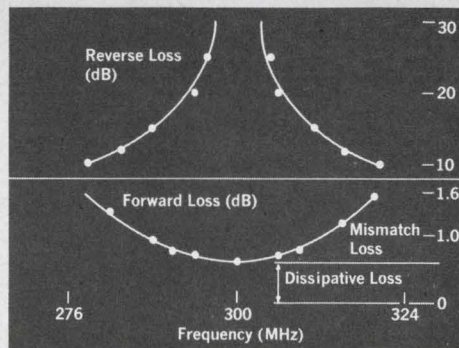 30
Reverse Loss
(dB)
20
10
Forward Loss (dB)
1.6
Mismatch
Loss
1.0
Dissipative Loss
0
276
300
324
Frequency (MHz)